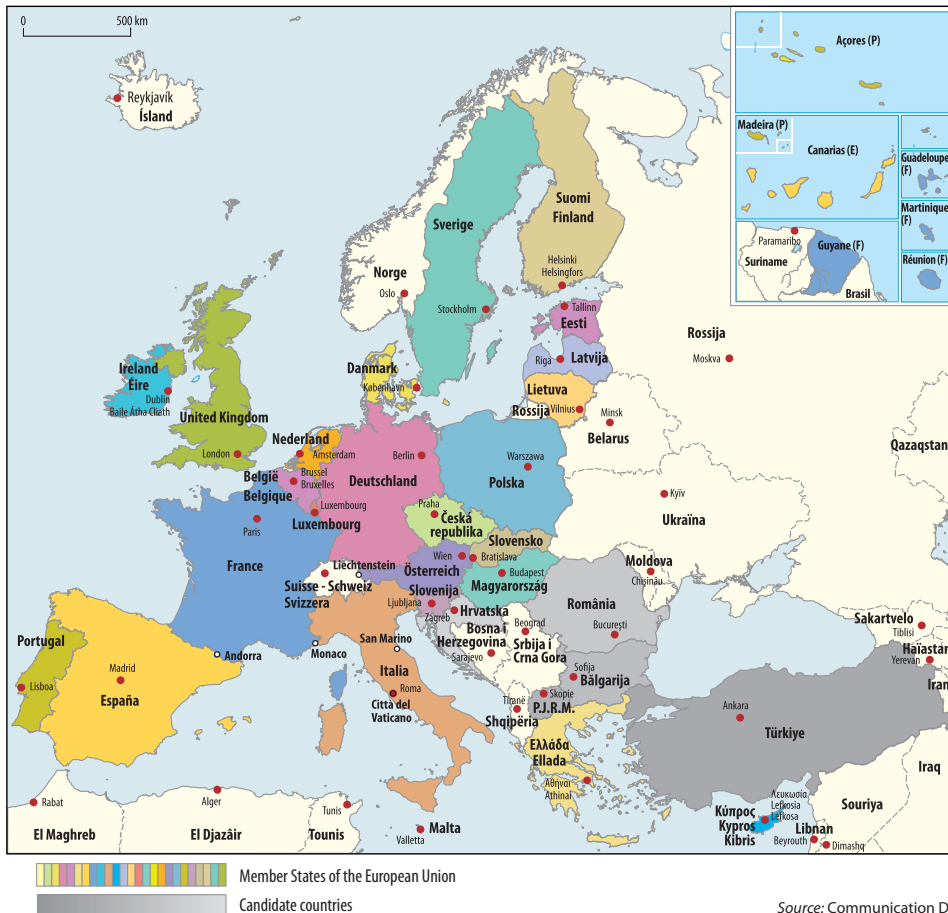 0 500 km
Reykjavík
Ísland
Açores (P)
Madeira (P)
Canarias (E)
Guadeloupe
(F)
Martinique
(F)
Guyane (F)
Paramaribo
Suriname
Réunion (F)
Brasil
Suomi
Finland
Sverige
Norge
Oslo
Helsinki
Helsingfors
Stockholm
Tallinn
Eesti
Rossija
Moskva
Riga
Latvija
Danmark
København
Lietuva
Vilnius
Rossija
Minsk
Belarus
Ireland
Éire
Dublin
Baile Átha Cliath
United Kingdom
London
Nederland
Amsterdam
Berlin
Warszawa
Qazaqstan
België
Belgique
Brussel
Bruxelles
Deutschland
Polska
Kyïv
Ukraïna
Luxembourg
Luxembourg
Paris
Praha
Česká
republika
Slovensko
Bratislava
France
Liechtenstein
Wien
Österreich
Budapest
Magyarország
Moldova
Chişinău
Suisse - Schweiz
Svizzera
Slovenija
Ljubljana
Zagreb
Hrvatska
România
Bucureşti
Portugal
Lisboa
Madrid
España
Andorra
Monaco
San Marino
Italia
Roma
Città del
Vaticano
Bosna i
Herzegovina
Sarajevo
Beograd
Srbija i
Crna Gora
Sofija
Bălgarija
Skopie
P.J.R.M.
Tiranë
Shqipëria
Sakartvelo
Tiblisi
Haïastan
Yereván
Iran
Ankara
Türkiye
Ελλάδα
Ellada
Αθήναι
Athinai
Iraq
Rabat
El Maghreb
Alger
El Djazâir
Tunis
Tounis
Malta
Valletta
Κύπρος
Kypros
Kibris
Λευκωσία
Lefkosia
Lefkosa
Souriya
Libnan
Beyrouth
Dimashq
Member States of the European Union
Candidate countries
Source: Communication D